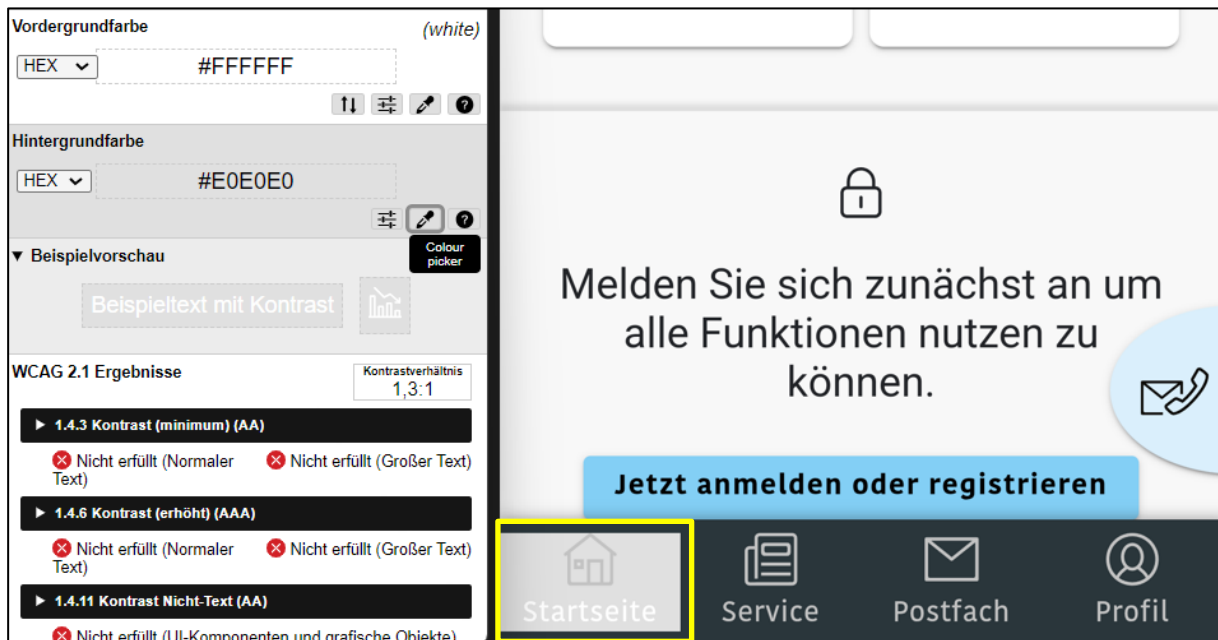 Vordergrundfarbe
(white)
HEX
#FFFFFF
Hintergrundfarbe
HEX
#E0E0E0
Colour
picker
Beispielvorschau
Beispieltext mit Kontrast
WCAG 2.1 Ergebnisse
Kontrastverhältnis
1,3:1
1.4.3 Kontrast (minimum) (AA)
Nicht erfüllt (Normaler
Text)
Nicht erfüllt (Großer Text)
1.4.6 Kontrast (erhöht) (AAA)
Nicht erfüllt (Normaler
Text)
Nicht erfüllt (Großer Text)
1.4.11 Kontrast Nicht-Text (AA)
Nicht erfüllt (UI-Komponenten und grafische Objekte)
Melden Sie sich zunächst an um
alle Funktionen nutzen zu
können.
Jetzt anmelden oder registrieren
Startseite
Service
Postfach
Profil